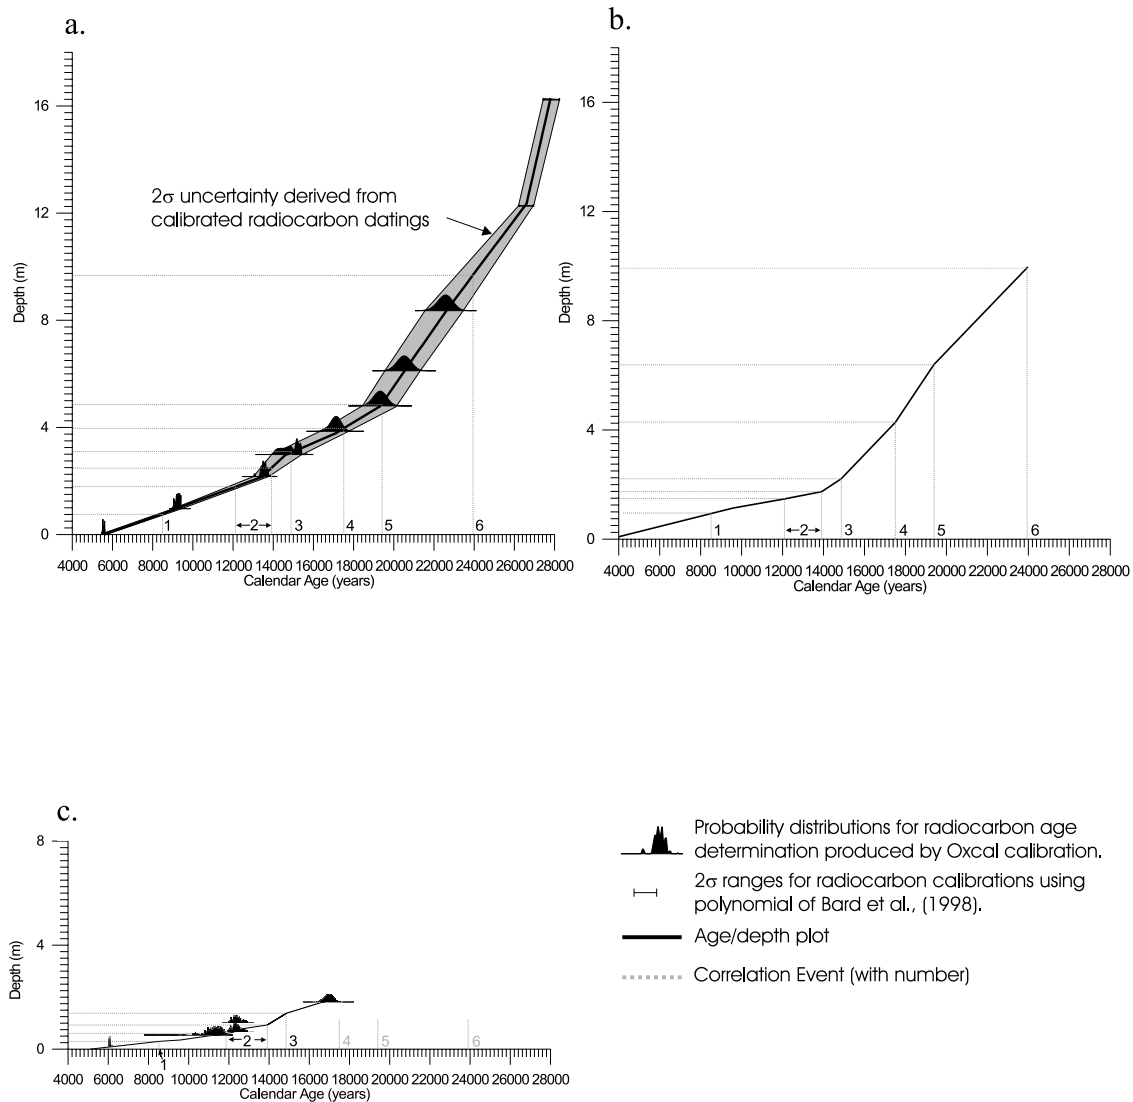 a.
16
12
8
4
0
Depth (m)
2σ uncertainty derived from
calibrated radiocarbon datings
1 2 3 4 5 6
4000 6000 8000 10000 12000 14000 16000 18000 20000 22000 24000 26000 28000
Calendar Age (years)
b.
16
12
8
4
0
Depth (m)
1 2 3 4 5 6
4000 6000 8000 10000 12000 14000 16000 18000 20000 22000 24000 26000 28000
Calendar Age (years)
c.
8
4
0
Depth (m)
1 2 3 4 5 6
4000 6000 8000 10000 12000 14000 16000 18000 20000 22000 24000 26000 28000
Calendar Age (years)
Probability distributions for radiocarbon age
determination produced by Oxcal calibration.
2σ ranges for radiocarbon calibrations using
polynomial of Bard et al., (1998).
Age/depth plot
Correlation Event (with number)